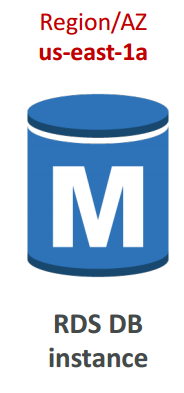 Region/AZ
us-east-1a
M
RDS DB
instance